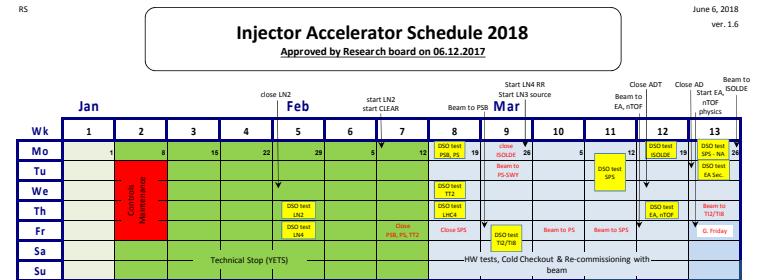 RS
June 6, 2018
ver. 1.6
Injector Accelerator Schedule 2018
Approved by Research board on 06.12.2017
Jan
close LN2
Feb
start LN2
start CLEAR
Beam to PSB
Start LN4 RR
Start LN3 source
Mar
Beam to
EA, nTOF
Close ADT
Close AD
Start EA,
nTOF
physics
Beam to
ISOLDE
Wk 1 2 3 4 5 6 7 8 9 10 11 12 13
Mo 1 8 15 22 29 5 12 19 26 5 12 19 26
DSO test
PSB, PS
close
ISOLDE
DSO test
ISOLDE
DSO test
SPS - NA
Tu
Controls
Maintenance
Beam to
PS-SWY
DSO test
SPS
DSO test
EA Sec.
We
DSO test
TT2
Th
DSO test
LN2
DSO test
LHC4
DSO test
EA, nTOF
Beam to
TI2/TI8
Fr
DSO test
LN4
Close
PSB, PS, TT2
Close SPS
DSO test
TI2/TI8
Beam to PS
Beam to SPS
G. Friday
Sa
Technical Stop (YETS)
HW tests, Cold Checkout & Re-commissioning with
beam
Su